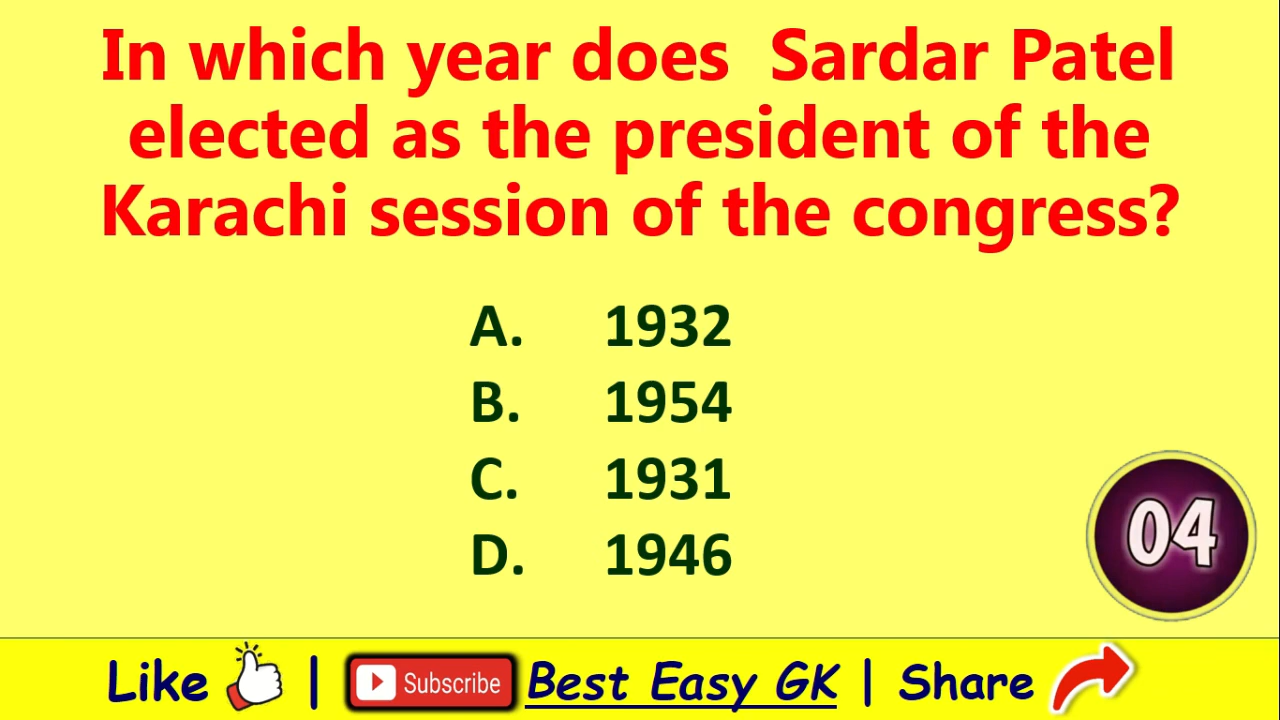 In which year does  Sardar Patel
elected as the president of the
Karachi session of the congress?
A. 1932
B. 1954
C. 1931
D. 1946
04
Like | Subscribe Best Easy GK | Share